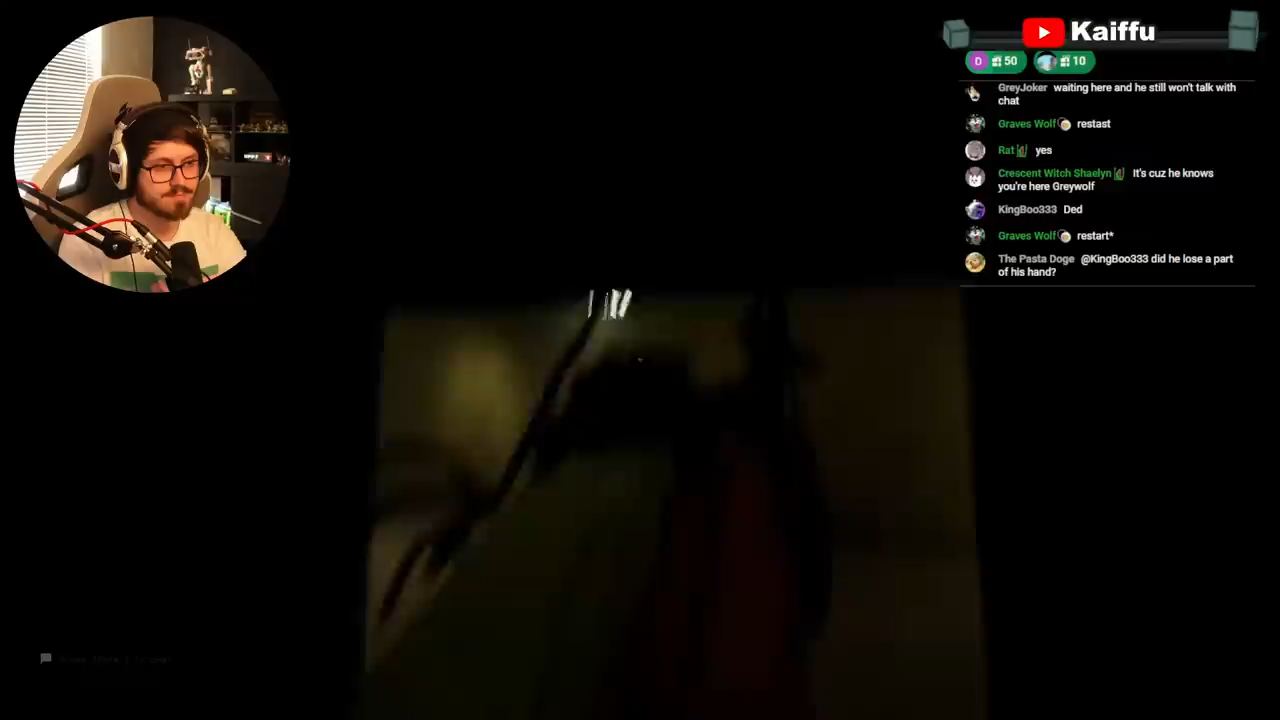 Kaiffu
D 50 10
GreyJoker waiting here and he still won't talk with
chat
Graves Wolf restast
Rat yes
Crescent Witch Shaelyn It's cuz he knows
you're here Greywolf
KingBoo333 Ded
Graves Wolf restart*
The Pasta Doge @KingBoo333 did he lose a part
of his hand?